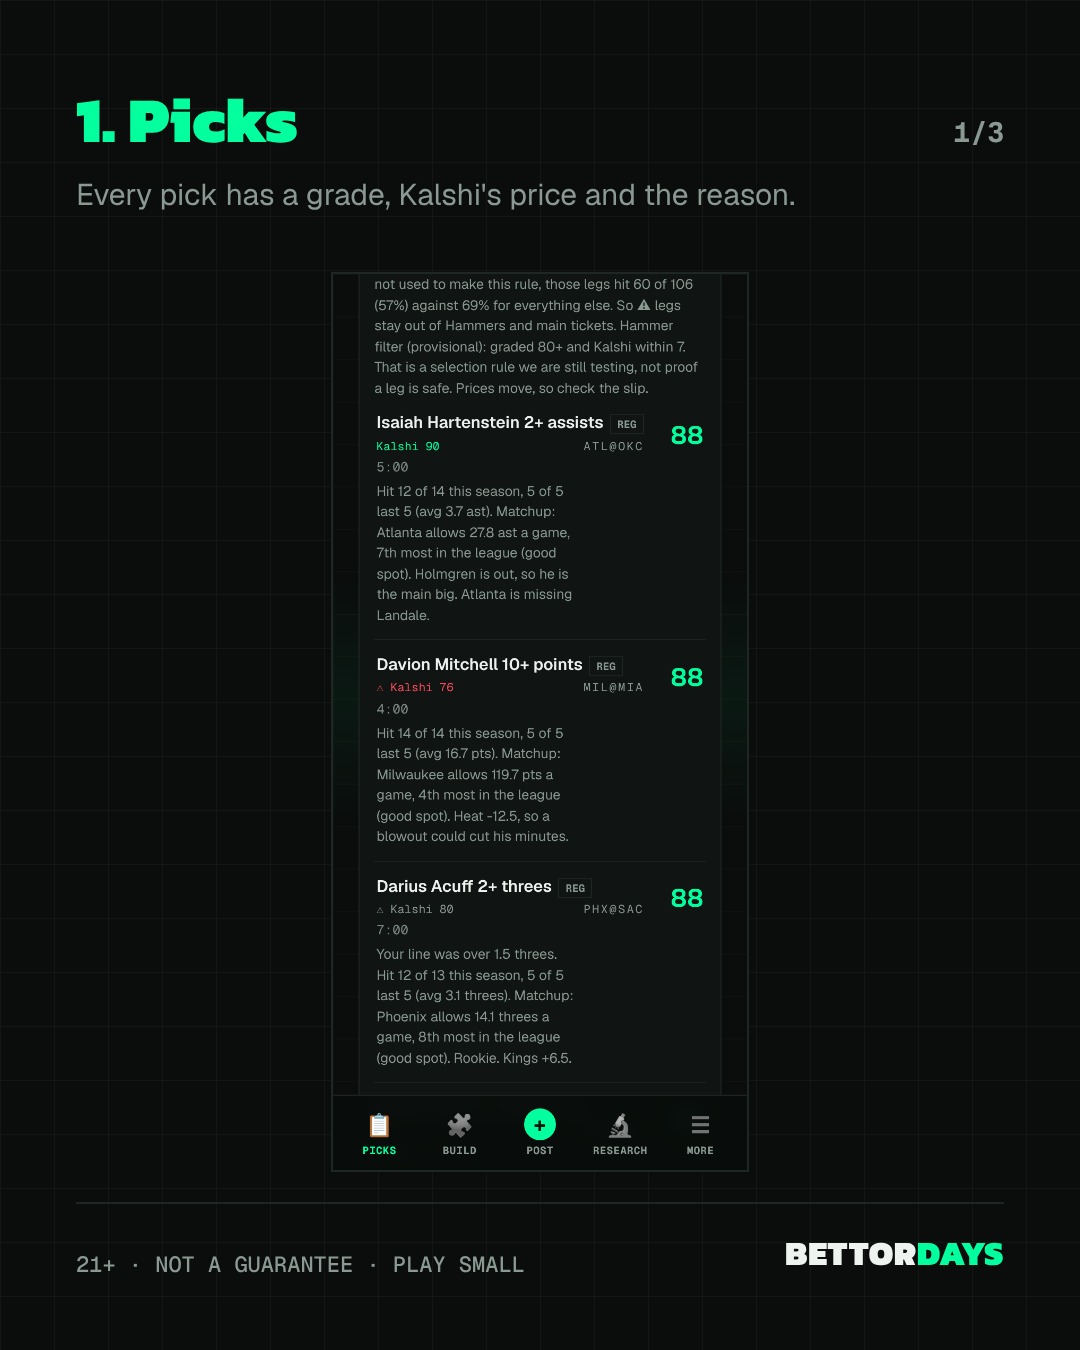 1. Picks
1/3
Every pick has a grade, Kalshi's price and the reason.
not used to make this rule, those legs hit 60 of 106
(57%) against 69% for everything else. So ⚠ legs
stay out of Hammers and main tickets. Hammer
filter (provisional): graded 80+ and Kalshi within 7.
That is a selection rule we are still testing, not proof
a leg is safe. Prices move, so check the slip.
Isaiah Hartenstein 2+ assists REG 88
Kalshi 90 ATL@OKC
5:00
Hit 12 of 14 this season, 5 of 5
last 5 (avg 3.7 ast). Matchup:
Atlanta allows 27.8 ast a game,
7th most in the league (good
spot). Holmgren is out, so he is
the main big. Atlanta is missing
Landale.
Davion Mitchell 10+ points REG 88
⚠ Kalshi 76 MIL@MIA
4:00
Hit 14 of 14 this season, 5 of 5
last 5 (avg 16.7 pts). Matchup:
Milwaukee allows 119.7 pts a
game, 4th most in the league
(good spot). Heat -12.5, so a
blowout could cut his minutes.
Darius Acuff 2+ threes REG 88
⚠ Kalshi 80 PHX@SAC
7:00
Your line was over 1.5 threes.
Hit 12 of 13 this season, 5 of 5
last 5 (avg 3.1 threes). Matchup:
Phoenix allows 14.1 threes a
game, 8th most in the league
(good spot). Rookie. Kings +6.5.
PICKS BUILD POST RESEARCH MORE
21+ · NOT A GUARANTEE · PLAY SMALL
BETTORDAYS